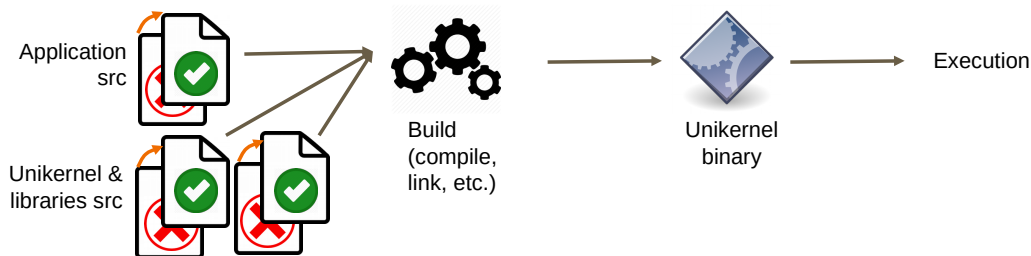 Application
src
Unikernel &
libraries src
Build
(compile,
link, etc.)
Unikernel
binary
Execution